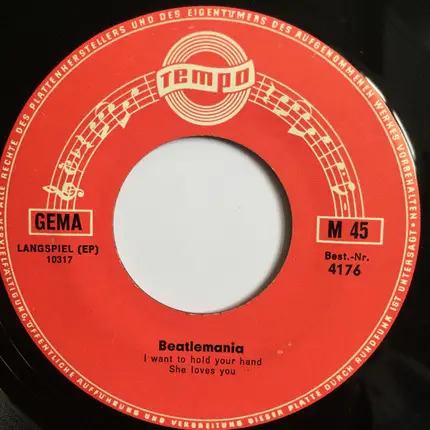 ALLE RECHTE DES PLATTENHERSTELLERS UND DES EIGENTÜMERS DES AUFGENOMMENEN WERKES VORBEHALTEN
TEMPO
GEMA
M 45
LANGSPIEL (EP)
10317
Best.-Nr.
4176
Beatlemania
I want to hold your hand
She loves you
VERVIELFÄLTIGUNG, ÖFFENTLICHE AUFFÜHRUNG UND VERBREITUNG DIESER PLATTE DURCH RUNDFUNK IST UNTERSAGT